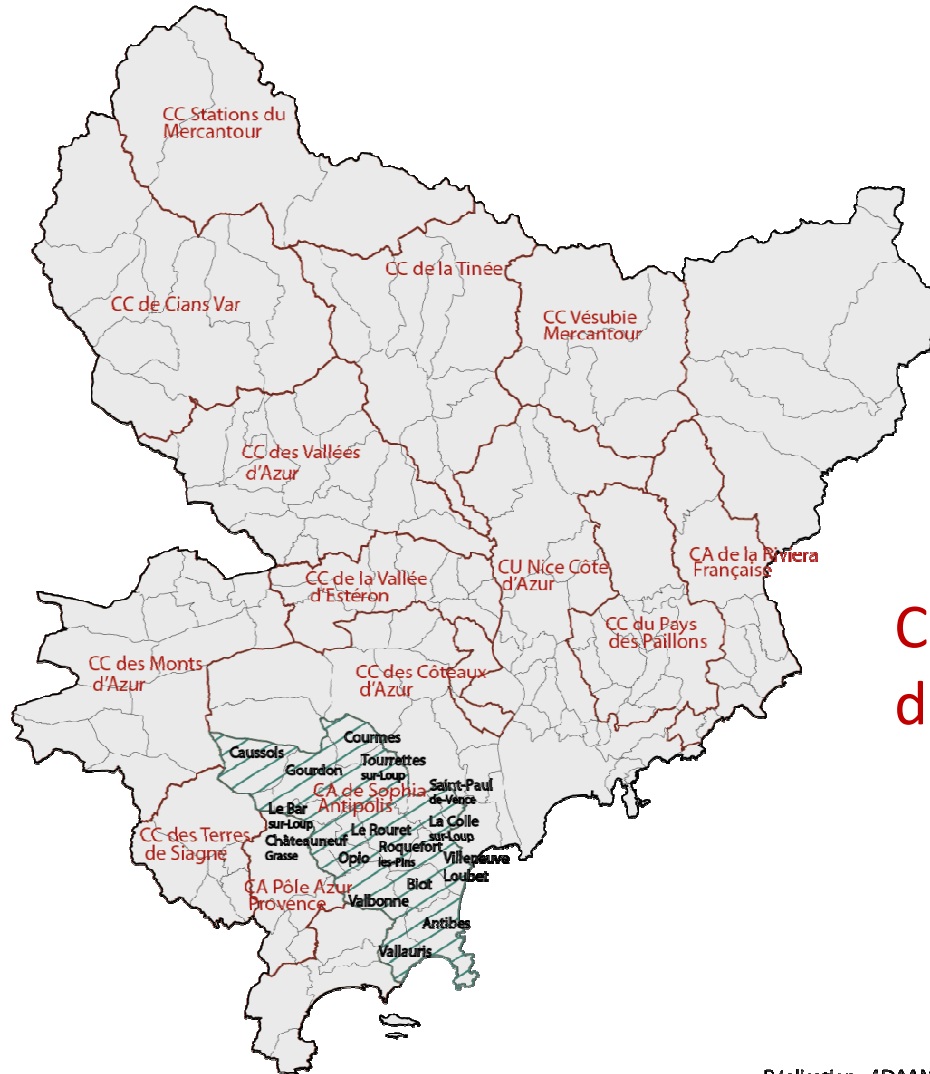 CC Stations du
Mercantour
CC de la Tinée
CC de Cians Var
CC Vésubie
Mercantour
CC des Vallées
d'Azur
CC de la Vallée
d'Estéron
CU Nice Côte
d'Azur
CA de la Riviera
Française
CC du Pays
des Paillons
CC des Monts
d'Azur
CC des Côteaux
d'Azur
C
d
Courmes
Caussols
Gourdon
Tourrettes
sur-Loup
CA de Sophia
Antipolis
Saint-Paul
de-Vence
Le Bar
sur-Loup
La Colle
sur-Loup
CC des Terres
de Siagne
Châteauneuf
Grasse
Le Rouret
Roquefort
les-Pins
Opio
Villeneuve
Loubet
CA Pôle Azur
Provence
Biot
Valbonne
Antibes
Vallauris